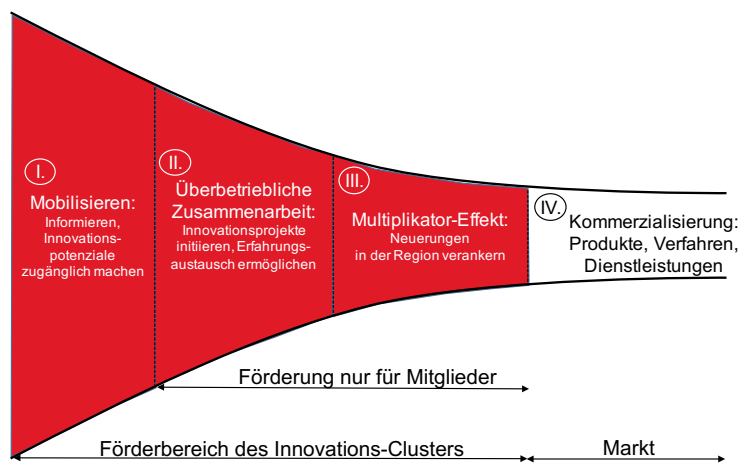 I.
Mobilisieren:
Informieren,
Innovations-
potenziale
zugänglich machen
II.
Überbetriebliche
Zusammenarbeit:
Innovationsprojekte
initiieren, Erfahrungs-
austausch ermöglichen
III.
Multiplikator-Effekt:
Neuerungen
in der Region verankern
IV.
Kommerzialisierung:
Produkte, Verfahren,
Dienstleistungen
Förderung nur für Mitglieder
Förderbereich des Innovations-Clusters
Markt